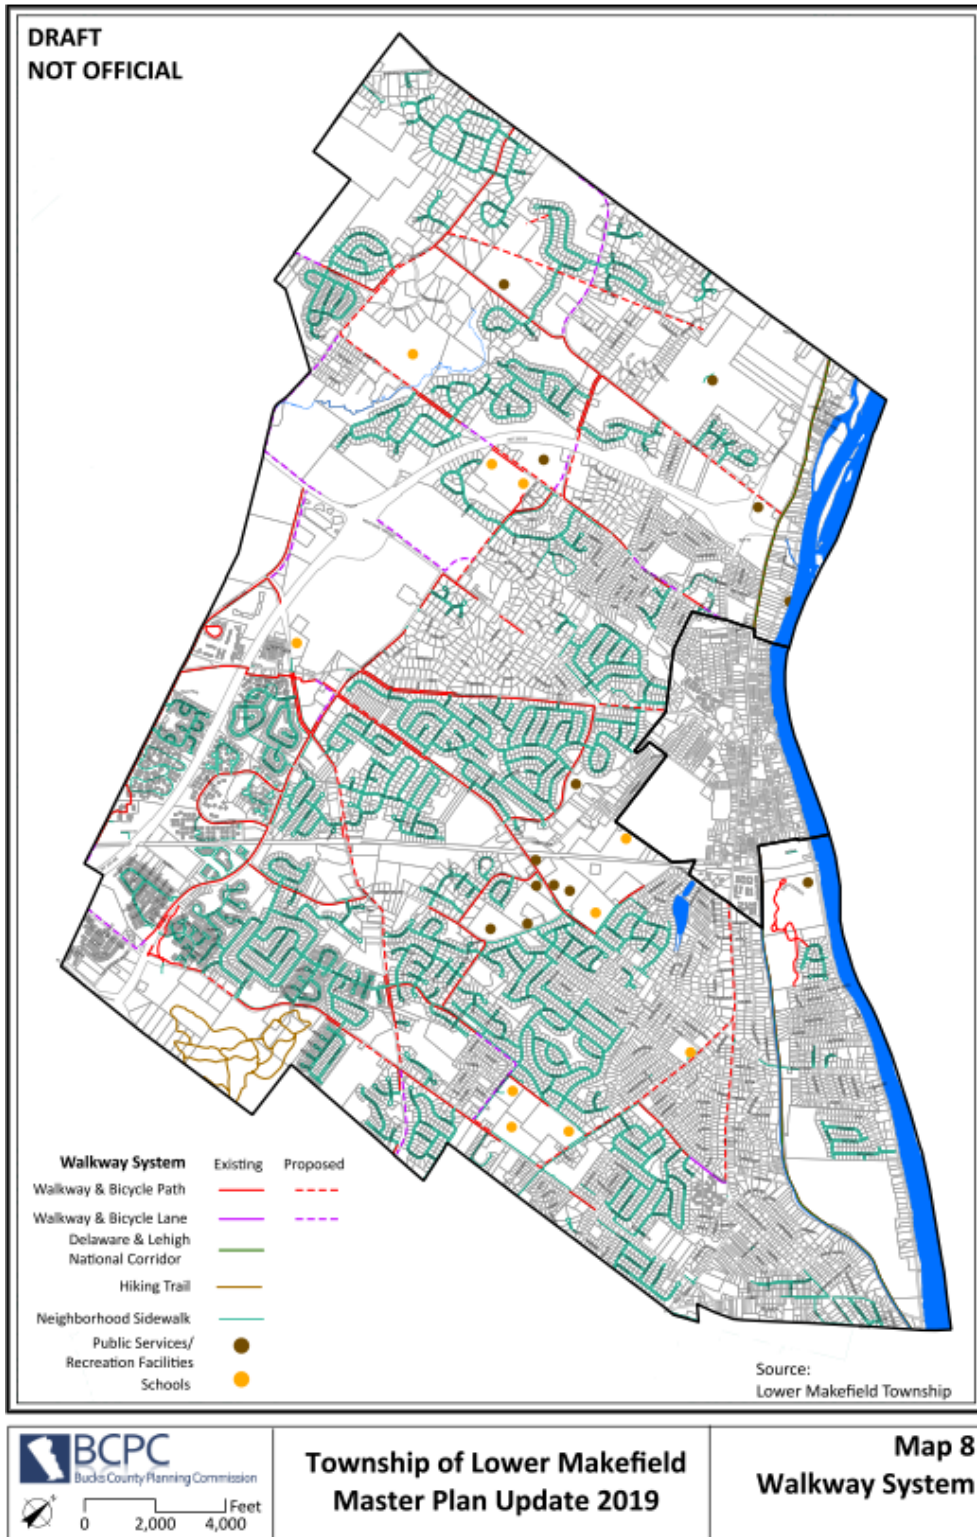 DRAFT
NOT OFFICIAL
Walkway System Existing Proposed
Walkway & Bicycle Path
Walkway & Bicycle Lane
Delaware & Lehigh
National Corridor
Hiking Trail
Neighborhood Sidewalk
Public Services/
Recreation Facilities
Schools
Source:
Lower Makefield Township
BCPC
Bucks County Planning Commission
N
Feet
0 2,000 4,000
Township of Lower Makefield
Master Plan Update 2019
Map 8
Walkway System